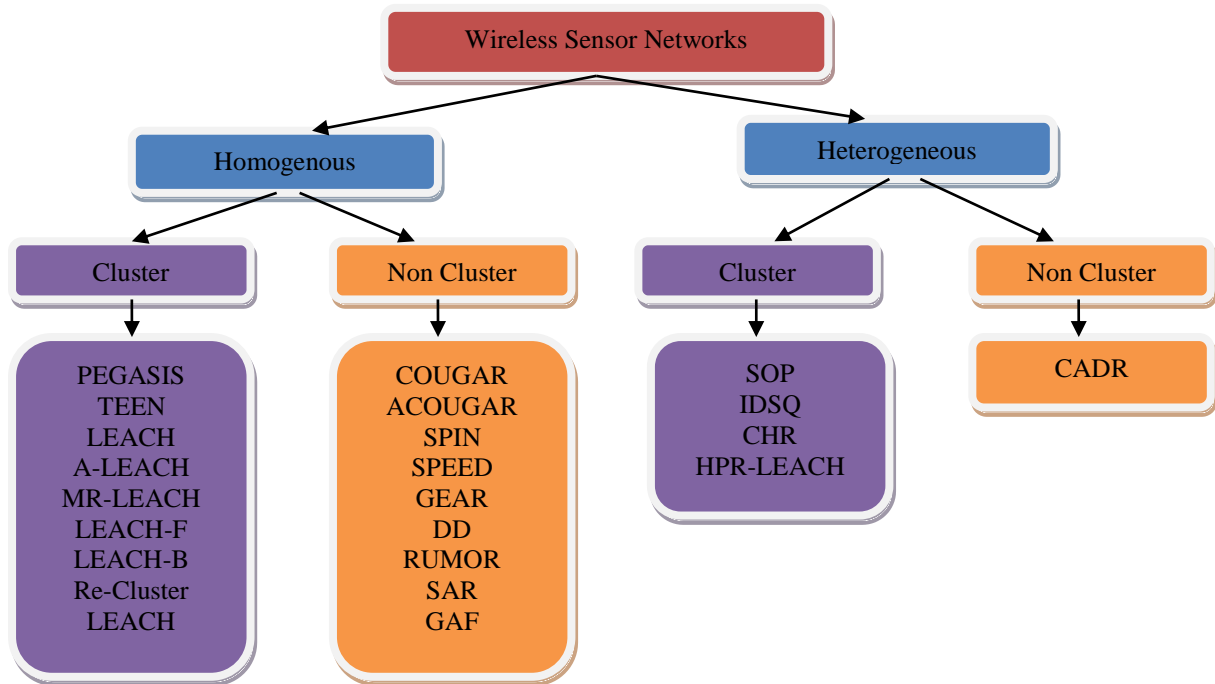 Wireless Sensor Networks
Homogenous
Heterogeneous
Cluster
Non Cluster
Cluster
Non Cluster
PEGASIS
TEEN
LEACH
A-LEACH
MR-LEACH
LEACH-F
LEACH-B
Re-Cluster
LEACH
COUGAR
ACOUGAR
SPIN
SPEED
GEAR
DD
RUMOR
SAR
GAF
SOP
IDSQ
CHR
HPR-LEACH
CADR